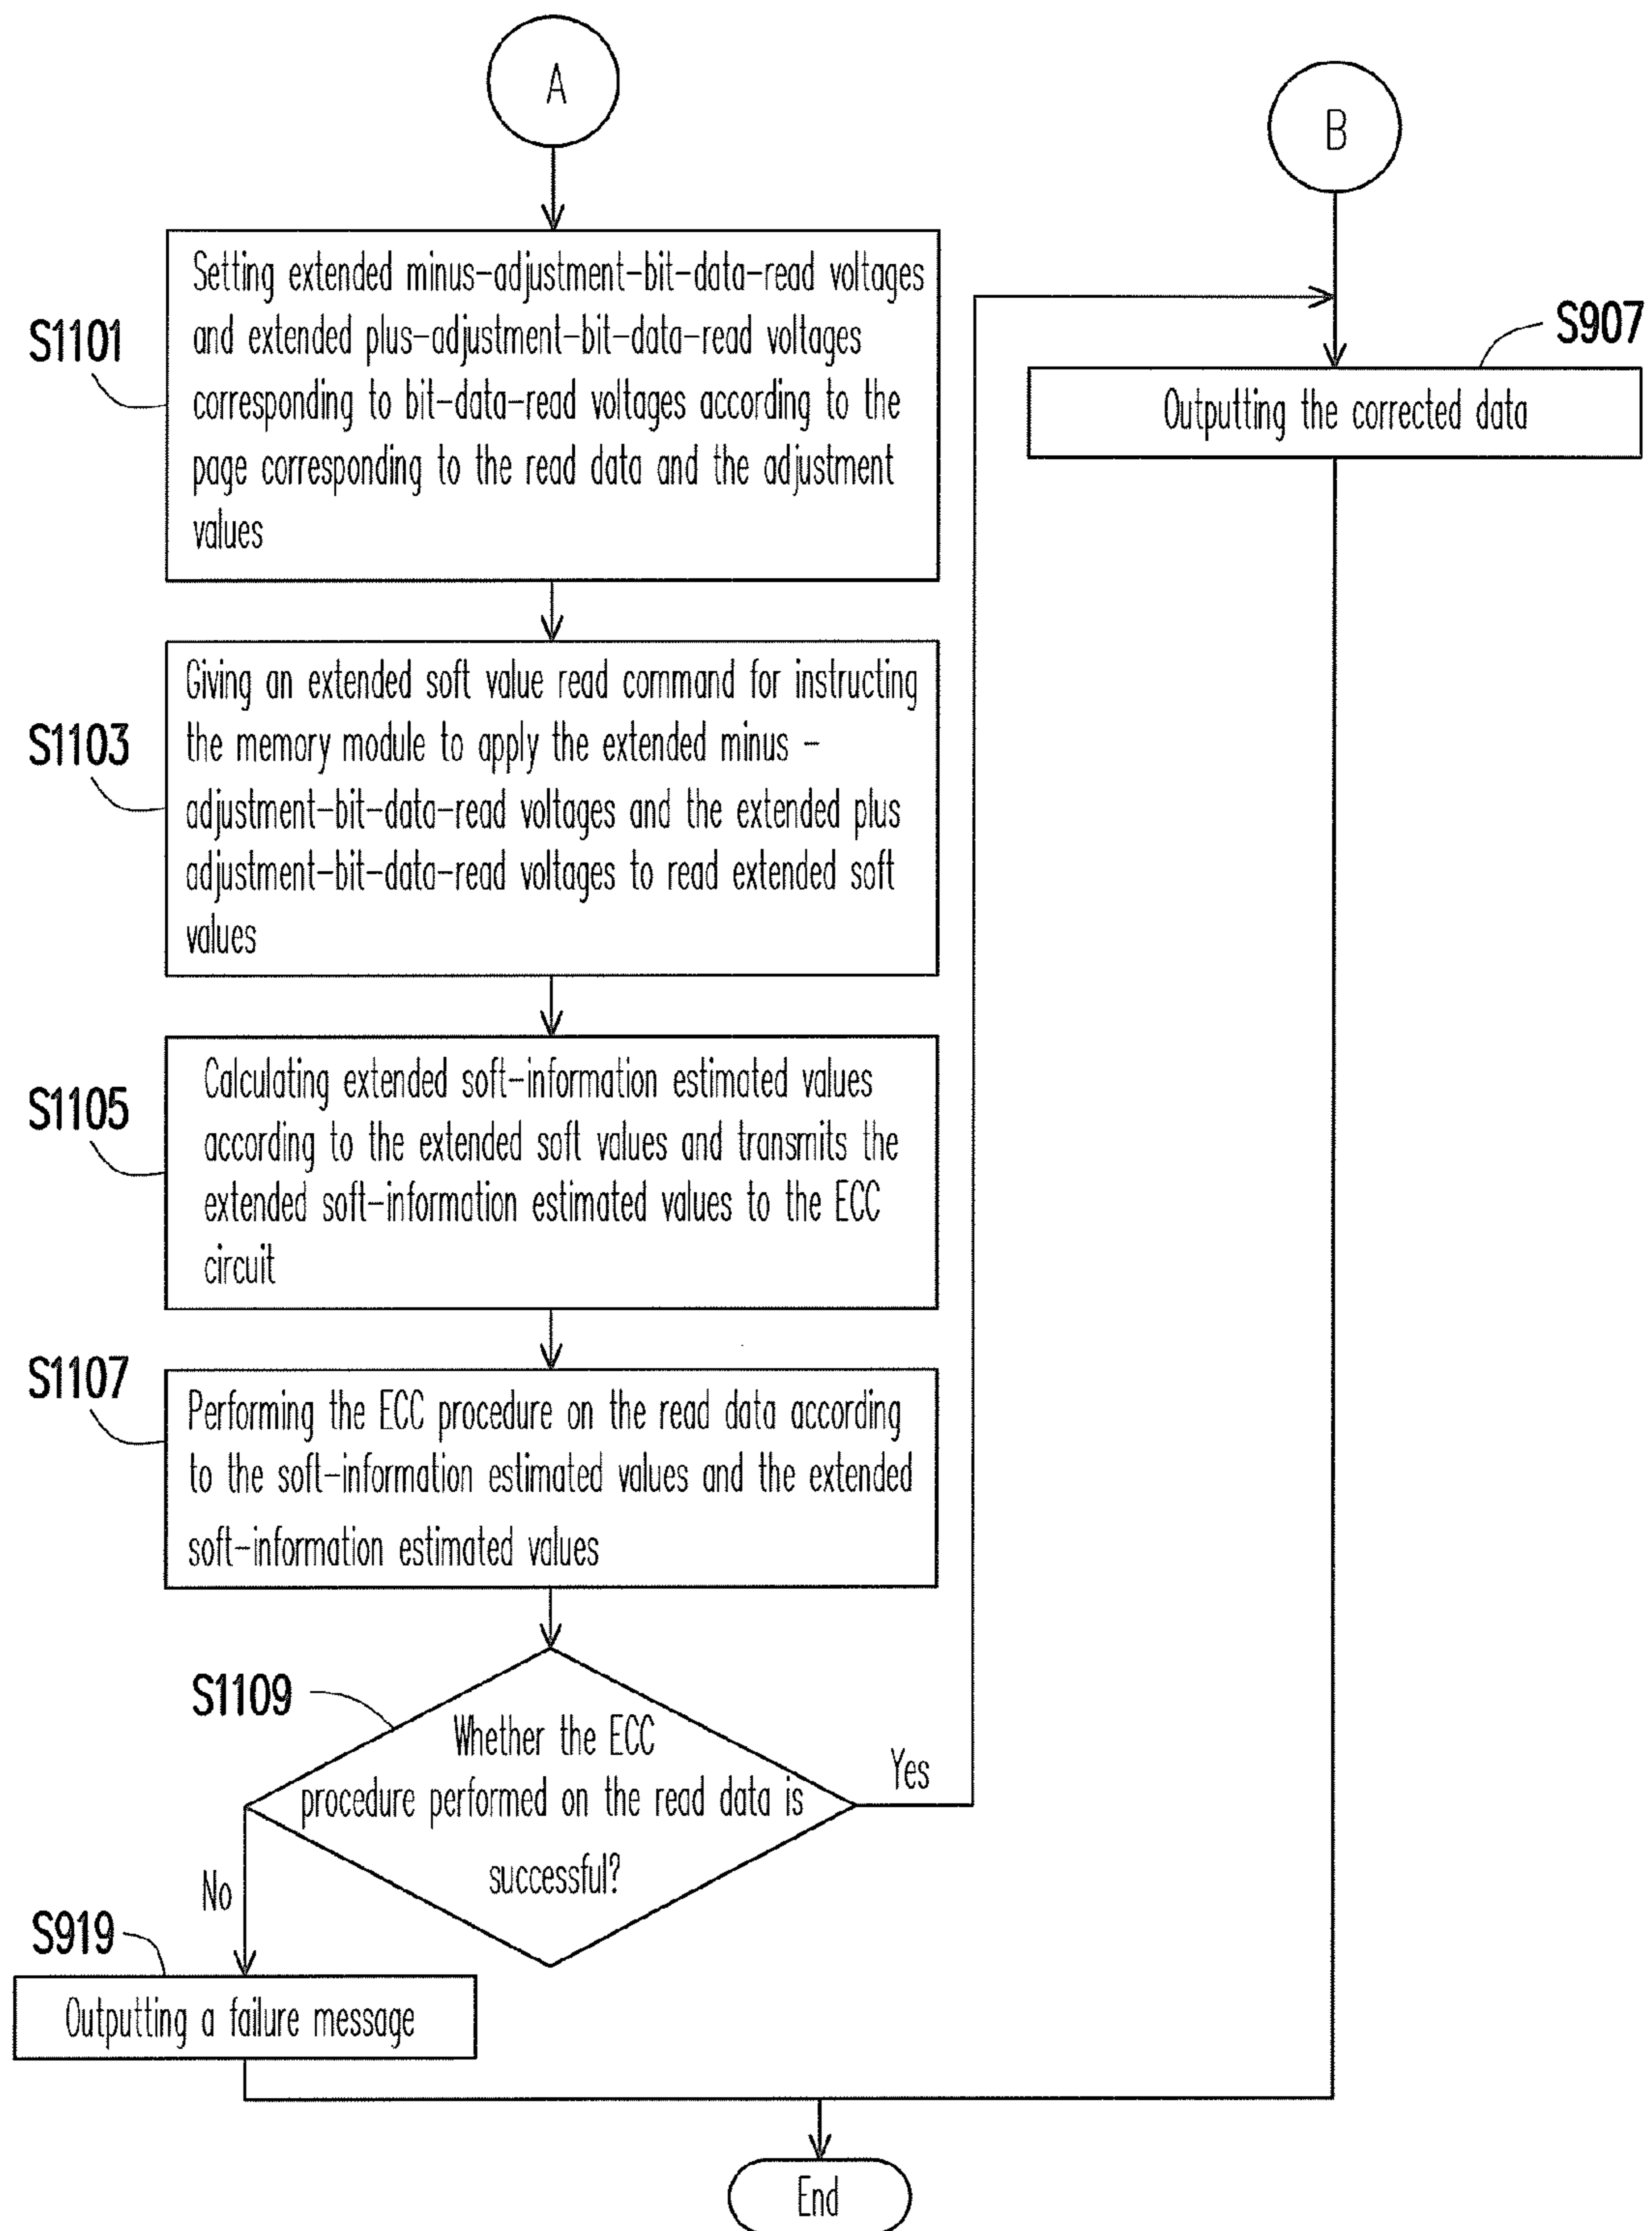 A
B
S1101
Setting extended minus-adjustment-bit-data-read voltages
and extended plus-adjustment-bit-data-read voltages
corresponding to bit-data-read voltages according to the
page corresponding to the read data and the adjustment
values
S907
Outputting the corrected data
S1103
Giving an extended soft value read command for instructing
the memory module to apply the extended minus -
adjustment-bit-data-read voltages and the extended plus
adjustment-bit-data-read voltages to read extended soft
values
S1105
Calculating extended soft-information estimated values
according to the extended soft values and transmits the
extended soft-information estimated values to the ECC
circuit
S1107
Performing the ECC procedure on the read data according
to the soft-information estimated values and the extended
soft-information estimated values
S1109
Whether the ECC
procedure performed on the read data is
successful?
Yes
No
S919
Outputting a failure message
End